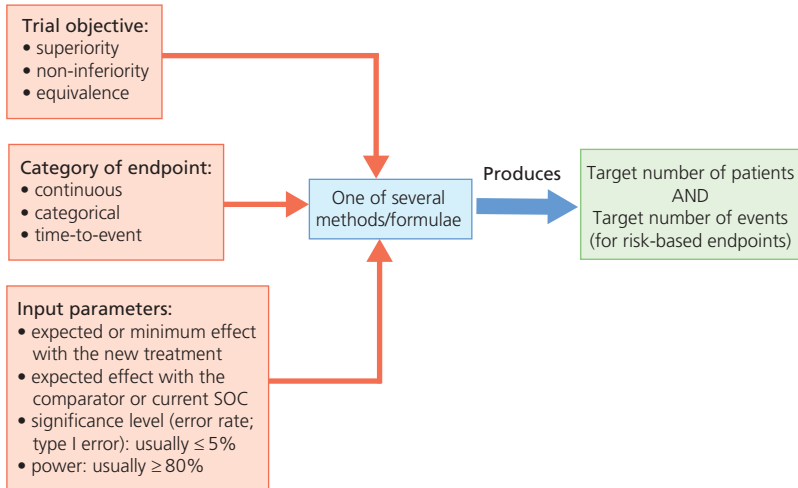 Trial objective:
• superiority
• non-inferiority
• equivalence
Category of endpoint:
• continuous
• categorical
• time-to-event
Input parameters:
• expected or minimum effect
with the new treatment
• expected effect with the
comparator or current SOC
• significance level (error rate;
type I error): usually ≤ 5%
• power: usually ≥ 80%
One of several
methods/formulae
Produces
Target number of patients
AND
Target number of events
(for risk-based endpoints)